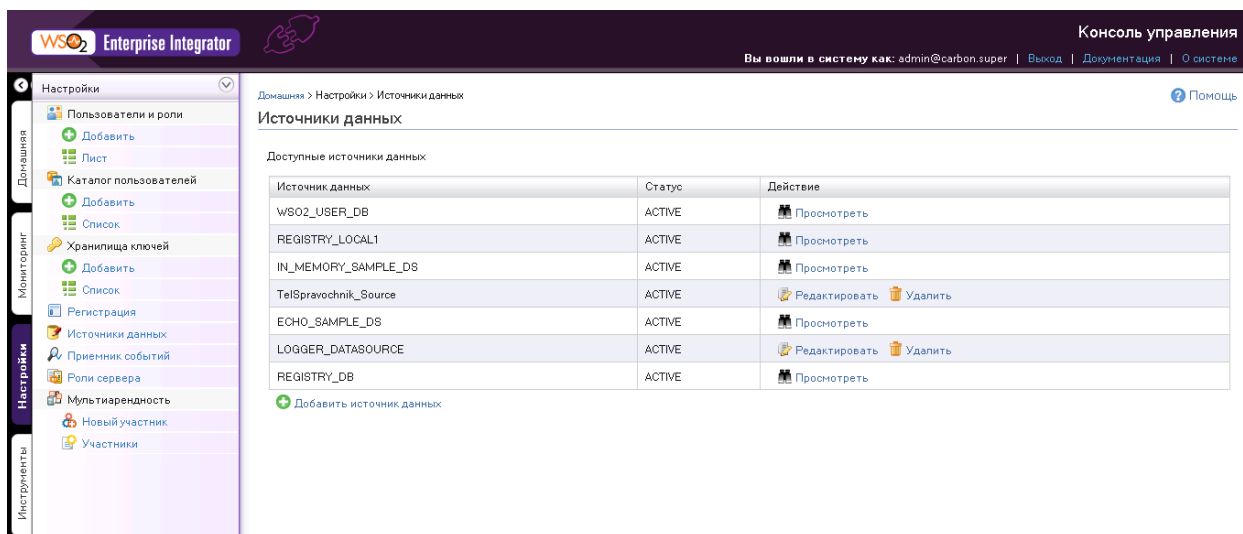 WSO2 Enterprise Integrator
Консоль управления
Вы вошли в систему как: admin@carbon.super | Выход | Документация | О системе
Домашняя
Мониторинг
Настройки
Инструменты
Настройки
Пользователи и роли
Добавить
Лист
Каталог пользователей
Добавить
Список
Хранилища ключей
Добавить
Список
Регистрация
Источники данных
Приемник событий
Роли сервера
Мультиарендность
Новый участник
Участники
Домашняя > Настройки > Источники данных
Помощь
Источники данных
Доступные источники данных
Источник данных Статус Действие
WSO2_USER_DB ACTIVE Просмотреть
REGISTRY_LOCAL1 ACTIVE Просмотреть
IN_MEMORY_SAMPLE_DS ACTIVE Просмотреть
TelSpravochnik_Source ACTIVE Редактировать Удалить
ECHO_SAMPLE_DS ACTIVE Просмотреть
LOGGER_DATASOURCE ACTIVE Редактировать Удалить
REGISTRY_DB ACTIVE Просмотреть
Добавить источник данных